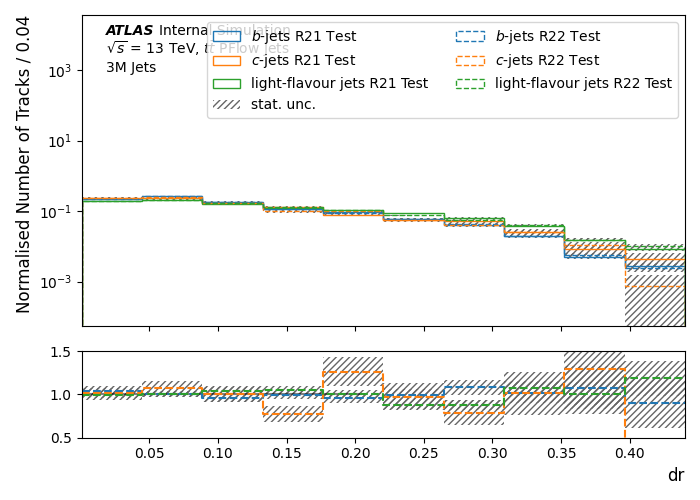 ATLAS Internal Simulation
√s = 13 TeV, tt PFlow Jets
3M Jets
b-jets R21 Test
c-jets R21 Test
light-flavour jets R21 Test
stat. unc.
b-jets R22 Test
c-jets R22 Test
light-flavour jets R22 Test
Normalised Number of Tracks / 0.04
10³
10¹
10⁻¹
10⁻³
1.5
1.0
0.5
0.05 0.10 0.15 0.20 0.25 0.30 0.35 0.40
dr